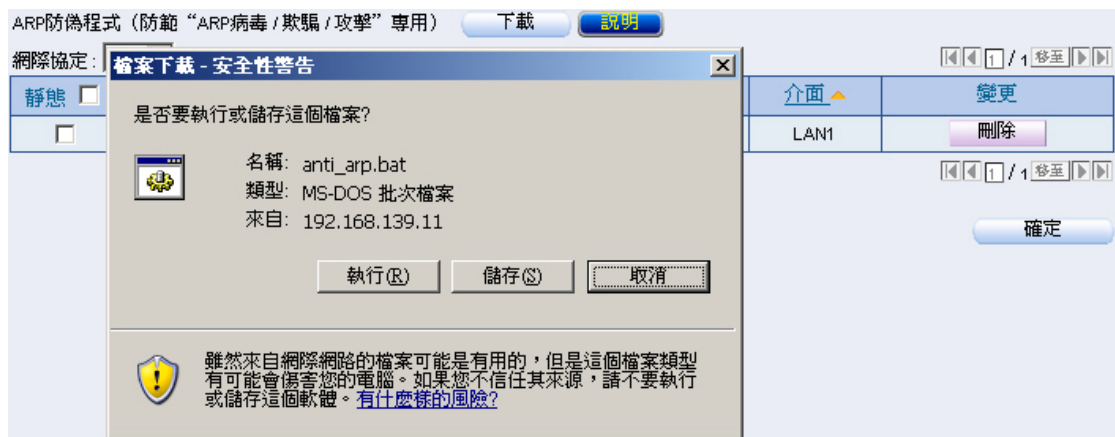 ARP防偽程式（防範“ARP病毒 / 欺騙 / 攻擊”專用） 下載 說明
網際協定:
1 / 1 移至
檔案下載 - 安全性警告
靜態 介面 變更
是否要執行或儲存這個檔案?
LAN1 刪除
名稱: anti_arp.bat
1 / 1 移至
類型: MS-DOS 批次檔案
來自: 192.168.139.11
確定
執行(R) 儲存(S) 取消
雖然來自網際網路的檔案可能是有用的，但是這個檔案類型
有可能會傷害您的電腦。如果您不信任其來源，請不要執行
或儲存這個軟體。有什麼樣的風險?